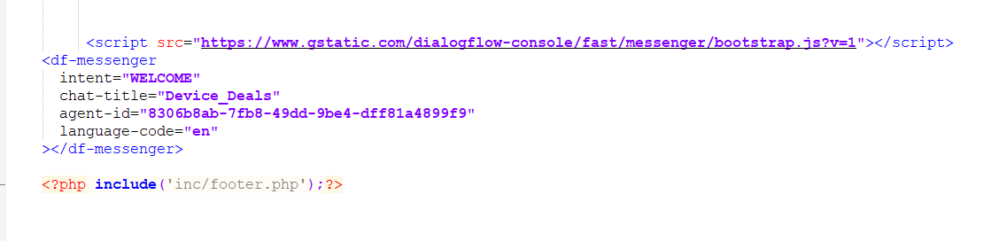 <script src="https://www.gstatic.com/dialogflow-console/fast/messenger/bootstrap.js?v=1"></script>
<df-messenger
intent="WELCOME"
chat-title="Device_Deals"
agent-id="8306b8ab-7fb8-49dd-9be4-dff81a4899f9"
language-code="en"
></df-messenger>
<?php include('inc/footer.php');?>